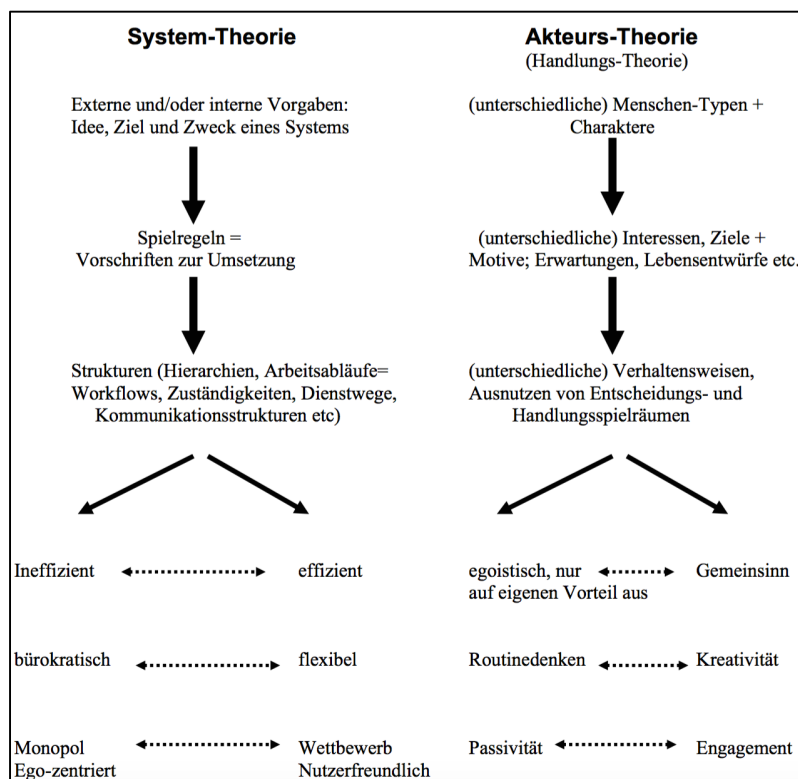 System-Theorie
Externe und/oder interne Vorgaben:
Idee, Ziel und Zweck eines Systems
Spielregeln =
Vorschriften zur Umsetzung
Strukturen (Hierarchien, Arbeitsabläufe=
Workflows, Zuständigkeiten, Dienstwege,
Kommunikationsstrukturen etc)
Ineffizient
effizient
bürokratisch
flexibel
Monopol
Ego-zentriert
Wettbewerb
Nutzerfreundlich
Akteurs-Theorie
(Handlungs-Theorie)
(unterschiedliche) Menschen-Typen +
Charaktere
(unterschiedliche) Interessen, Ziele +
Motive; Erwartungen, Lebensentwürfe etc.
(unterschiedliche) Verhaltensweisen,
Ausnutzen von Entscheidungs- und
Handlungsspielräumen
egoistisch, nur
auf eigenen Vorteil aus
Gemeinsinn
Routinedenken
Kreativität
Passivität
Engagement